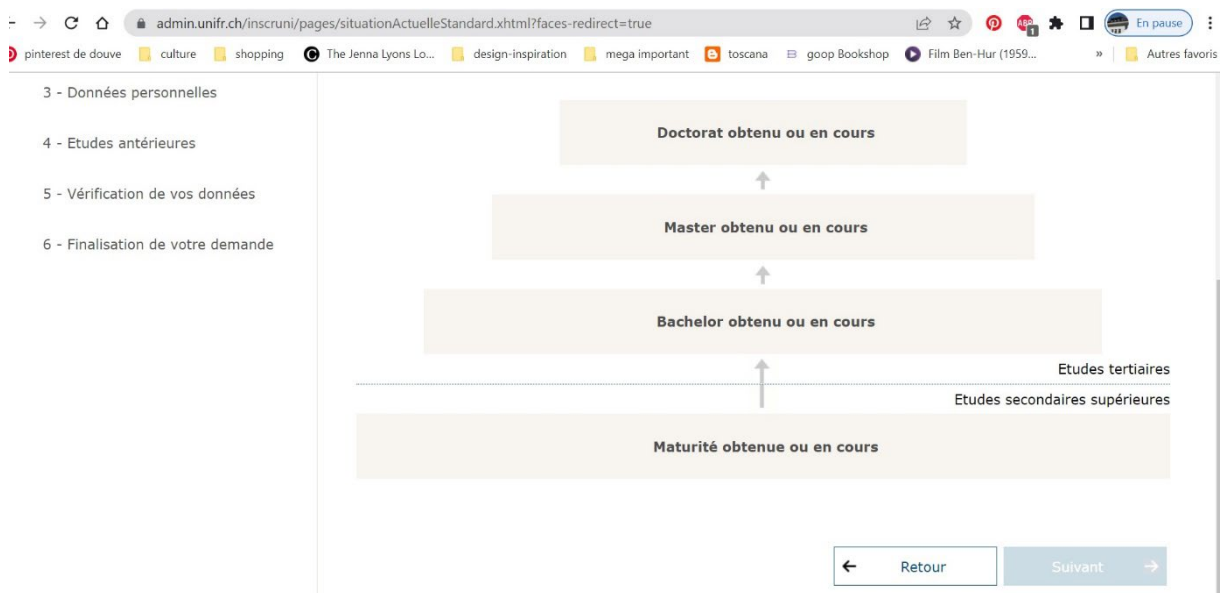 admin.unifr.ch/inscruni/pages/situationActuelleStandard.xhtml?faces-redirect=true
ABP
1
En pause
pinterest de douve
culture
shopping
The Jenna Lyons Lo...
design-inspiration
mega important
toscana
goop Bookshop
Film Ben-Hur (1959...
»
Autres favoris
3 - Données personnelles
4 - Etudes antérieures
5 - Vérification de vos données
6 - Finalisation de votre demande
Doctorat obtenu ou en cours
Master obtenu ou en cours
Bachelor obtenu ou en cours
Etudes tertiaires
Etudes secondaires supérieures
Maturité obtenue ou en cours
Retour
Suivant